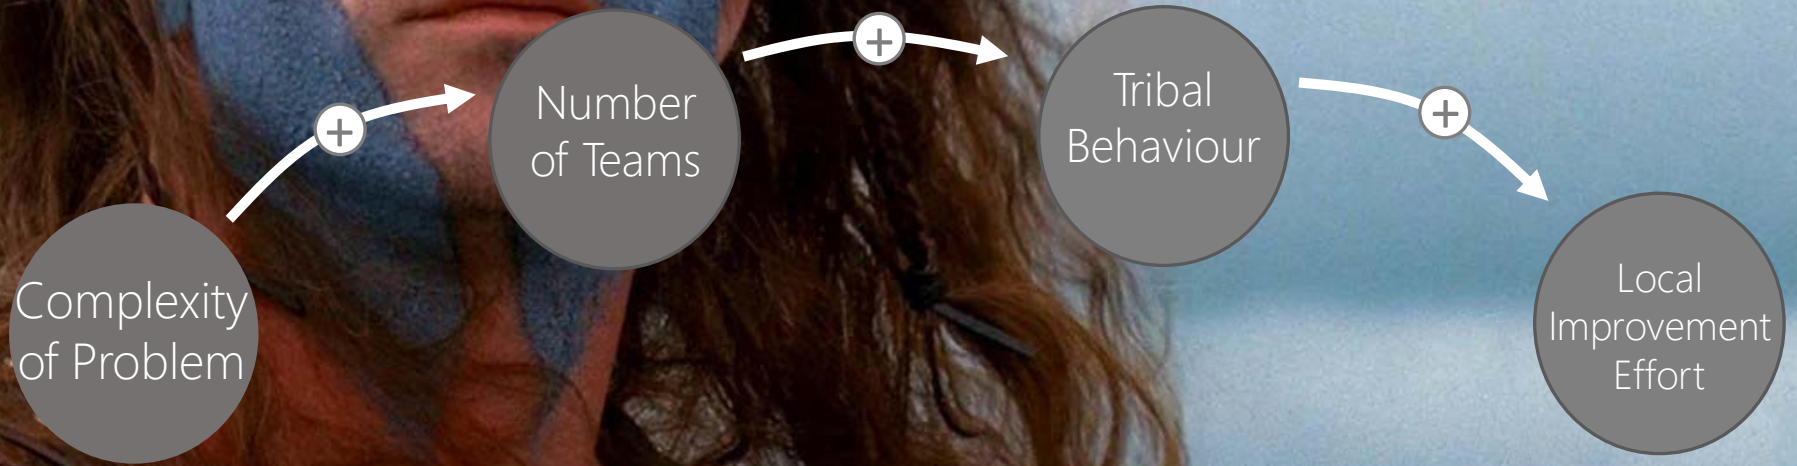 Complexity
of Problem
+
Number
of Teams
+
Tribal
Behaviour
+
Local
Improvement
Effort